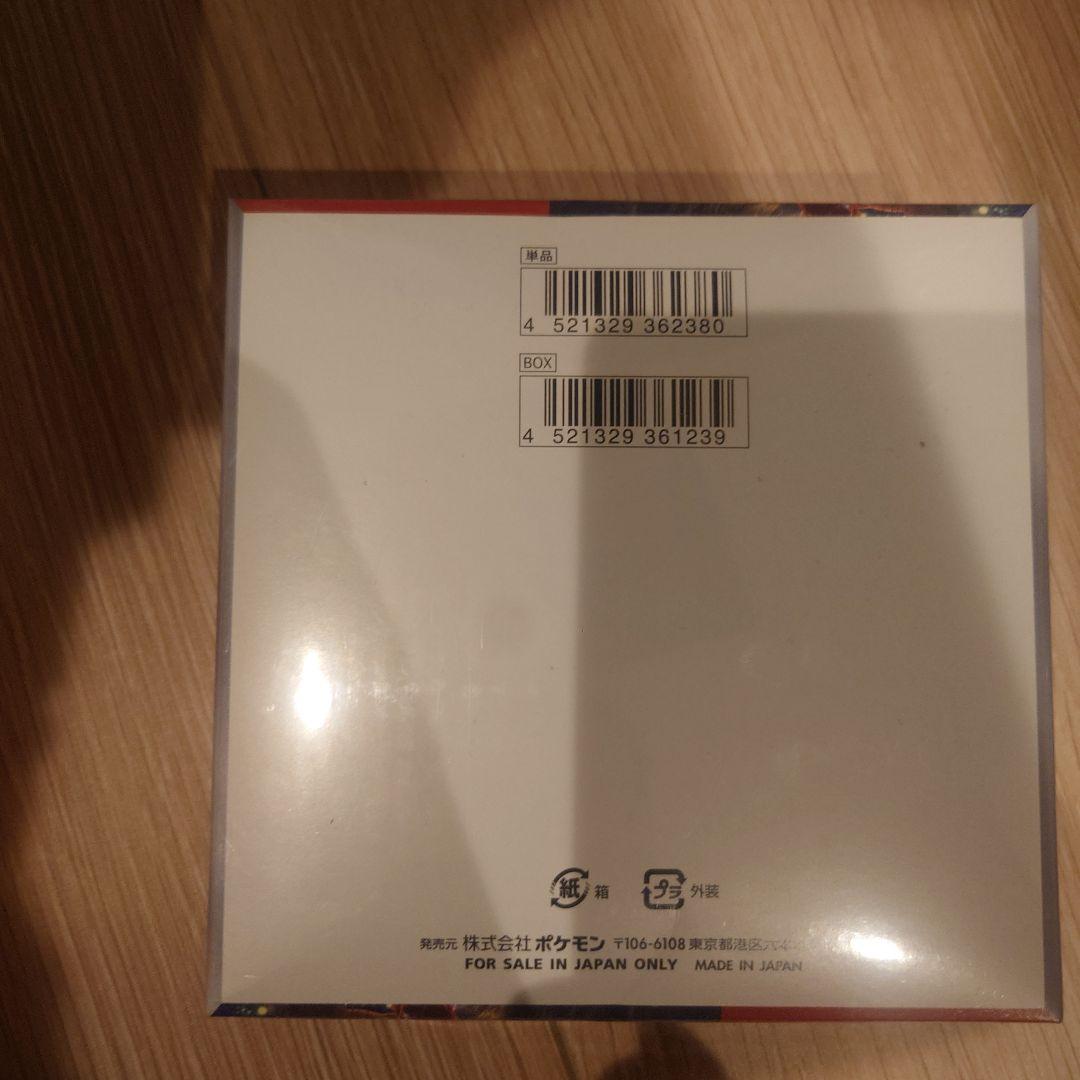 単品
4 521329 362380
BOX
4 521329 361239
紙 箱 プラ 外装
発売元 株式会社ポケモン 〒106-6108 東京都港区六本
FOR SALE IN JAPAN ONLY MADE IN JAPAN